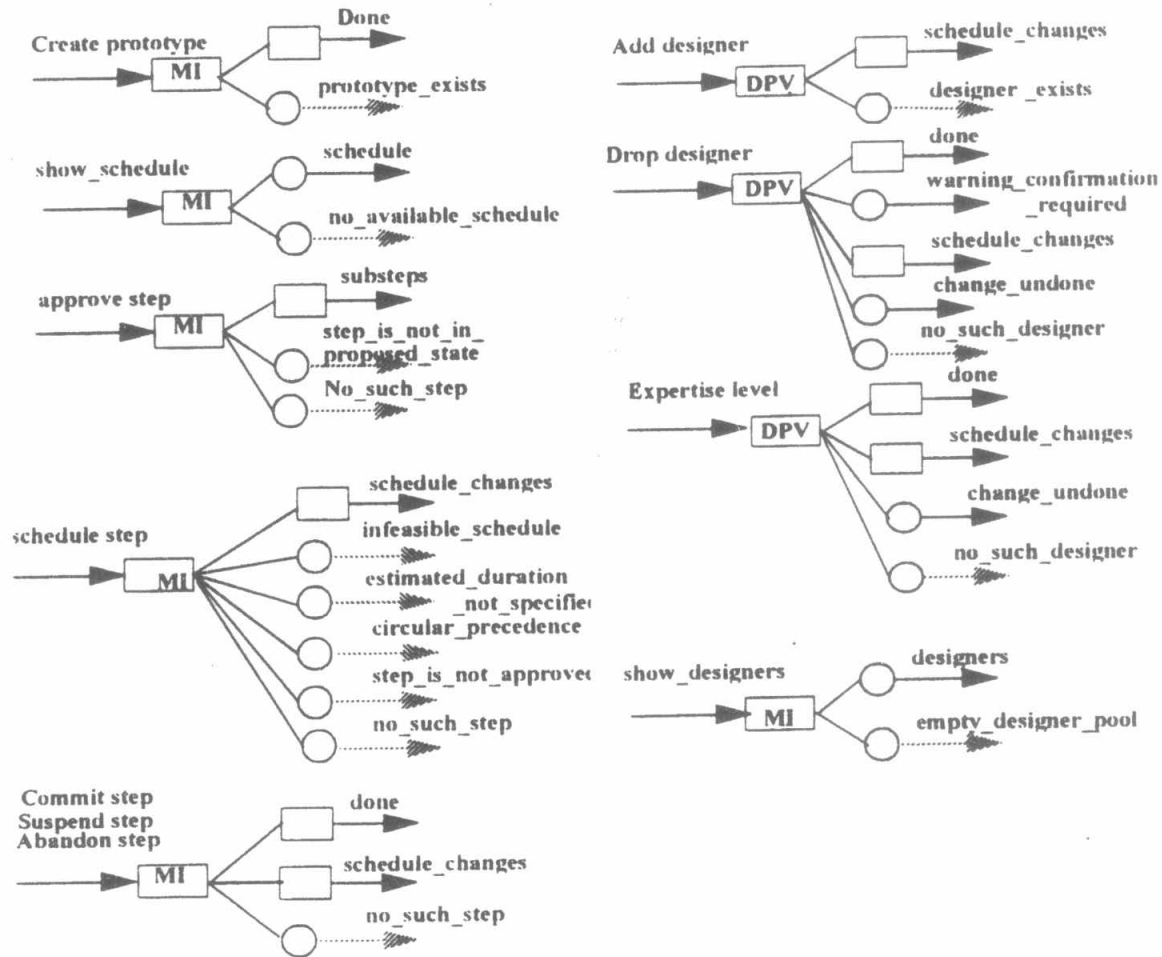 Create prototype
MI
Done
prototype_exists
show_schedule
MI
schedule
no_available_schedule
approve step
MI
substeps
step_is_not_in_
proposed_state
No_such_step
schedule step
MI
schedule_changes
infeasible_schedule
estimated_duration
_not_specified
circular_precedence
step_is_not_approved
no_such_step
Commit step
Suspend step
Abandon step
MI
done
schedule_changes
no_such_step
Add designer
DPV
schedule_changes
designer_exists
Drop designer
DPV
done
warning_confirmation
_required
schedule_changes
change_undone
no_such_designer
Expertise level
DPV
done
schedule_changes
change_undone
no_such_designer
show_designers
MI
designers
empty_designer_pool